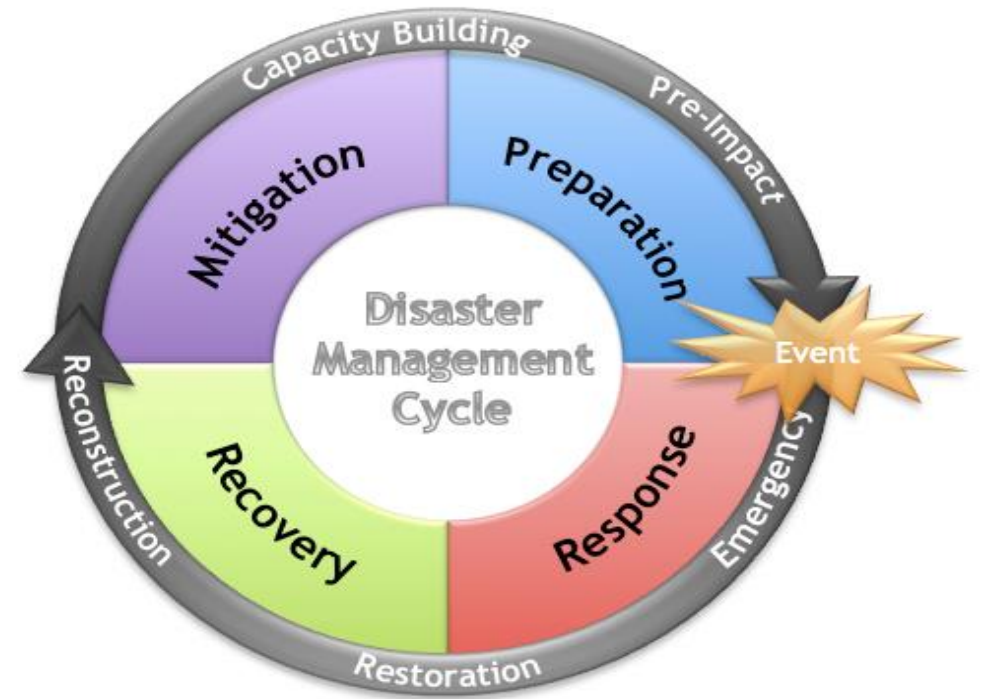 Capacity Building
Pre-Impact
Mitigation
Preparation
Disaster
Management
Cycle
Event
Reconstruction
Recovery
Response
Emergency
Restoration